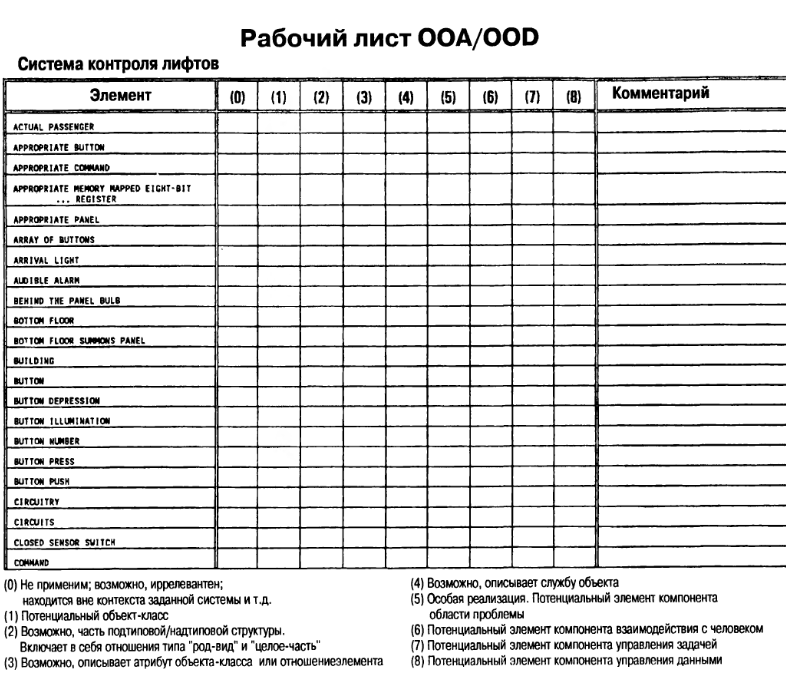 Рабочий лист OOA/OOD
Система контроля лифтов
Элемент (0) (1) (2) (3) (4) (5) (6) (7) (8) Комментарий
ACTUAL PASSENGER
APPROPRIATE BUTTON
APPROPRIATE COMMAND
APPROPRIATE MEMORY MAPPED EIGHT-BIT
... REGISTER
APPROPRIATE PANEL
ARRAY OF BUTTONS
ARRIVAL LIGHT
AUDIBLE ALARM
BEHIND THE PANEL BULB
BOTTOM FLOOR
BOTTOM FLOOR SUMMONS PANEL
BUILDING
BUTTON
BUTTON DEPRESSION
BUTTON ILLUMINATION
BUTTON NUMBER
BUTTON PRESS
BUTTON PUSH
CIRCUITRY
CIRCUITS
CLOSED SENSOR SWITCH
COMMAND
(0) Не применим; возможно, иррелевантен;
находится вне контекста заданной системы и т.д.
(1) Потенциальный объект-класс
(2) Возможно, часть подтиповой/надтиповой структуры.
Включает в себя отношения типа "род-вид" и "целое-часть"
(3) Возможно, описывает атрибут объекта-класса или отношениеэлемента
(4) Возможно, описывает службу объекта
(5) Особая реализация. Потенциальный элемент компонента
области проблемы
(6) Потенциальный элемент компонента взаимодействия с человеком
(7) Потенциальный элемент компонента управления задачей
(8) Потенциальный элемент компонента управления данными